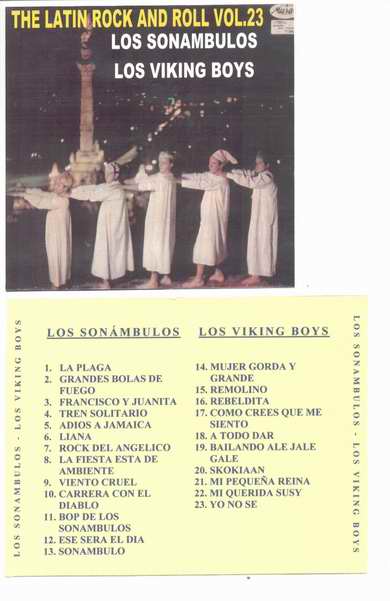 THE LATIN ROCK AND ROLL VOL.23
LOS SONAMBULOS
LOS VIKING BOYS
LOS SONAMBULOS - LOS VIKING BOYS
LOS SONÁMBULOS
1. LA PLAGA
2. GRANDES BOLAS DE
FUEGO
3. FRANCISCO Y JUANITA
4. TREN SOLITARIO
5. ADIOS A JAMAICA
6. LIANA
7. ROCK DEL ANGELICO
8. LA FIESTA ESTA DE
AMBIENTE
9. VIENTO CRUEL
10. CARRERA CON EL
DIABLO
11. BOP DE LOS
SONAMBULOS
12. ESE SERA EL DIA
13. SONAMBULO
LOS VIKING BOYS
14. MUJER GORDA Y
GRANDE
15. REMOLINO
16. REBELDITA
17. COMO CREES QUE ME
SIENTO
18. A TODO DAR
19. BAILANDO ALE JALE
GALE
20. SKOKIAAN
21. MI PEQUEÑA REINA
22. MI QUERIDA SUSY
23. YO NO SE
LOS SONAMBULOS - LOS VIKING BOYS